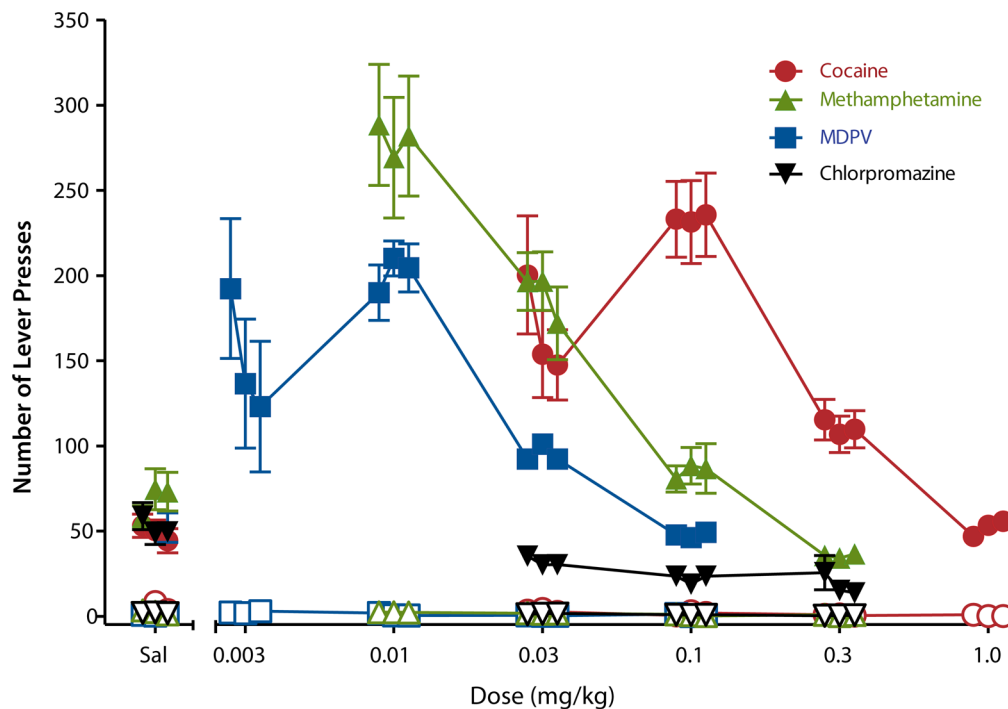 350
300
250
200
150
100
50
0
Number of Lever Presses
Cocaine
Methamphetamine
MDPV
Chlorpromazine
Sal 0.003 0.01 0.03 0.1 0.3 1.0
Dose (mg/kg)